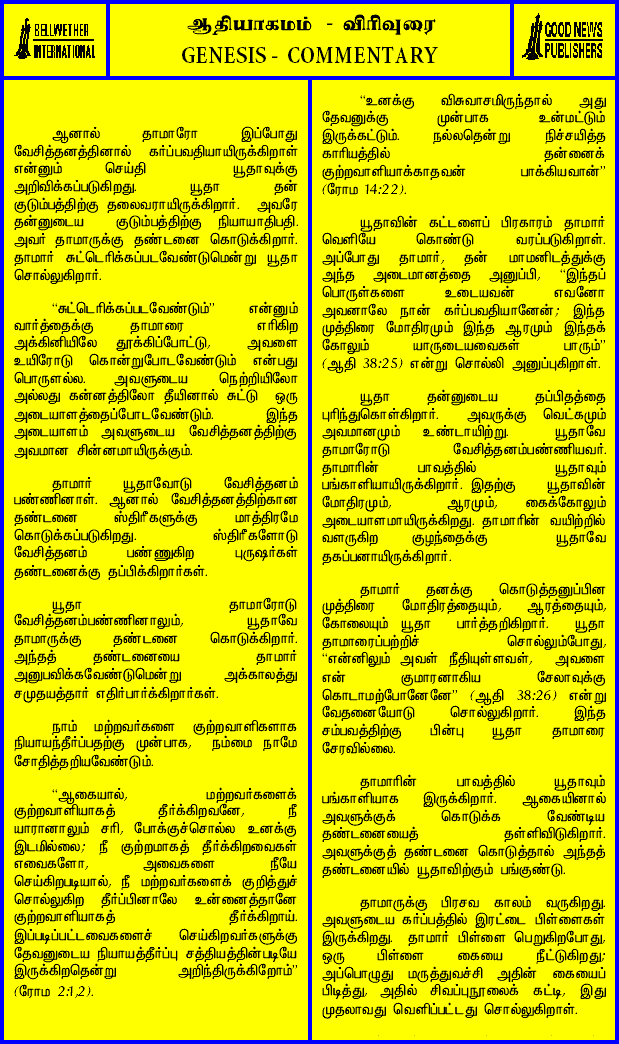 BELLWETHER
INTERNATIONAL
ஆதியாகமம் - விரிவுரை
GENESIS - COMMENTARY
GOOD NEWS
PUBLISHERS
ஆனால் தாமாரோ இப்போது
வேசித்தனத்தினால் கர்ப்பவதியாயிருக்கிறாள்
என்னும் செய்தி யூதாவுக்கு
அறிவிக்கப்படுகிறது. யூதா தன்
குடும்பத்திற்கு தலைவராயிருக்கிறார். அவரே
தன்னுடைய குடும்பத்திற்கு நியாயாதிபதி.
அவர் தாமாருக்கு தண்டனை கொடுக்கிறார்.
தாமார் சுட்டெரிக்கப்படவேண்டுமென்று யூதா
சொல்லுகிறார்.
“சுட்டெரிக்கப்படவேண்டும்” என்னும்
வார்த்தைக்கு தாமாரை எரிகிற
அக்கினியிலே தூக்கிப்போட்டு, அவளை
உயிரோடு கொன்றுபோடவேண்டும் என்பது
பொருளல்ல. அவளுடைய நெற்றியிலோ
அல்லது கன்னத்திலோ தீயினால் சுட்டு ஒரு
அடையாளத்தைப்போடவேண்டும். இந்த
அடையாளம் அவளுடைய வேசித்தனத்திற்கு
அவமான சின்னமாயிருக்கும்.
தாமார் யூதாவோடு வேசித்தனம்
பண்ணினாள். ஆனால் வேசித்தனத்திற்கான
தண்டனை ஸ்திரீகளுக்கு மாத்திரமே
கொடுக்கப்படுகிறது. ஸ்திரீகளோடு
வேசித்தனம் பண்ணுகிற புருஷர்கள்
தண்டனைக்கு தப்பிக்கிறார்கள்.
யூதா தாமாரோடு
வேசித்தனம்பண்ணினாலும், யூதாவே
தாமாருக்கு தண்டனை கொடுக்கிறார்.
அந்தத் தண்டனையை தாமார்
அனுபவிக்கவேண்டுமென்று அக்காலத்து
சமுதயத்தார் எதிர்பார்க்கிறார்கள்.
நாம் மற்றவர்களை குற்றவாளிகளாக
நியாயந்தீர்ப்பதற்கு முன்பாக, நம்மை நாமே
சோதித்தறியவேண்டும்.
“ஆகையால், மற்றவர்களைக்
குற்றவாளியாகத் தீர்க்கிறவனே, நீ
யாரானாலும் சரி, போக்குச்சொல்ல உனக்கு
இடமில்லை; நீ குற்றமாகத் தீர்க்கிறவைகள்
எவைகளோ, அவைகளை நீயே
செய்கிறபடியால், நீ மற்றவர்களைக் குறித்துச்
சொல்லுகிற தீர்ப்பினாலே உன்னைத்தானே
குற்றவாளியாகத் தீர்க்கிறாய்.
இப்படிப்பட்டவைகளைச் செய்கிறவர்களுக்கு
தேவனுடைய நியாயத்தீர்ப்பு சத்தியத்தின்படியே
இருக்கிறதென்று அறிந்திருக்கிறோம்”
(ரோம 2:1,2).
“உனக்கு விசுவாசமிருந்தால் அது
தேவனுக்கு முன்பாக உன்மட்டும்
இருக்கட்டும். நல்லதென்று நிச்சயித்த
காரியத்தில் தன்னைக்
குற்றவாளியாக்காதவன் பாக்கியவான்”
(ரோம 14:22).
யூதாவின் கட்டளைப் பிரகாரம் தாமார்
வெளியே கொண்டு வரப்படுகிறாள்.
அப்போது தாமார், தன் மாமனிடத்துக்கு
அந்த அடைமானத்தை அனுப்பி, “இந்தப்
பொருள்களை உடையவன் எவனோ
அவனாலே நான் கர்ப்பவதியானேன்; இந்த
முத்திரை மோதிரமும் இந்த ஆரமும் இந்தக்
கோலும் யாருடையவைகள் பாரும்”
(ஆதி 38:25) என்று சொல்லி அனுப்புகிறாள்.
யூதா தன்னுடைய தப்பிதத்தை
புரிந்துகொள்கிறார். அவருக்கு வெட்கமும்
அவமானமும் உண்டாயிற்று. யூதாவே
தாமாரோடு வேசித்தனம்பண்ணியவர்.
தாமாரின் பாவத்தில் யூதாவும்
பங்காளியாயிருக்கிறார். இதற்கு யூதாவின்
மோதிரமும், ஆரமும், கைக்கோலும்
அடையாளமாயிருக்கிறது. தாமாரின் வயிற்றில்
வளருகிற குழந்தைக்கு யூதாவே
தகப்பனாயிருக்கிறார்.
தாமார் தனக்கு கொடுத்தனுப்பின
முத்திரை மோதிரத்தையும், ஆரத்தையும்,
கோலையும் யூதா பார்த்தறிகிறார். யூதா
தாமாரைப்பற்றிச் சொல்லும்போது,
“என்னிலும் அவள் நீதியுள்ளவள், அவளை
என் குமாரனாகிய சேலாவுக்கு
கொடாமற்போனேனே” (ஆதி 38:26) என்று
வேதனையோடு சொல்லுகிறார். இந்த
சம்பவத்திற்கு பின்பு யூதா தாமாரை
சேரவில்லை.
தாமாரின் பாவத்தில் யூதாவும்
பங்காளியாக இருக்கிறார். ஆகையினால்
அவளுக்குக் கொடுக்க வேண்டிய
தண்டனையைத் தள்ளிவிடுகிறார்.
அவளுக்குத் தண்டனை கொடுத்தால் அந்தத்
தண்டனையில் யூதாவிற்கும் பங்குண்டு.
தாமாருக்கு பிரசவ காலம் வருகிறது.
அவளுடைய கர்ப்பத்தில் இரட்டை பிள்ளைகள்
இருக்கிறது. தாமார் பிள்ளை பெறுகிறபோது,
ஒரு பிள்ளை கையை நீட்டுகிறது;
அப்பொழுது மருத்துவச்சி அதின் கையைப்
பிடித்து, அதில் சிவப்புநூலைக் கட்டி, இது
முதலாவது வெளிப்பட்டது சொல்லுகிறாள்.